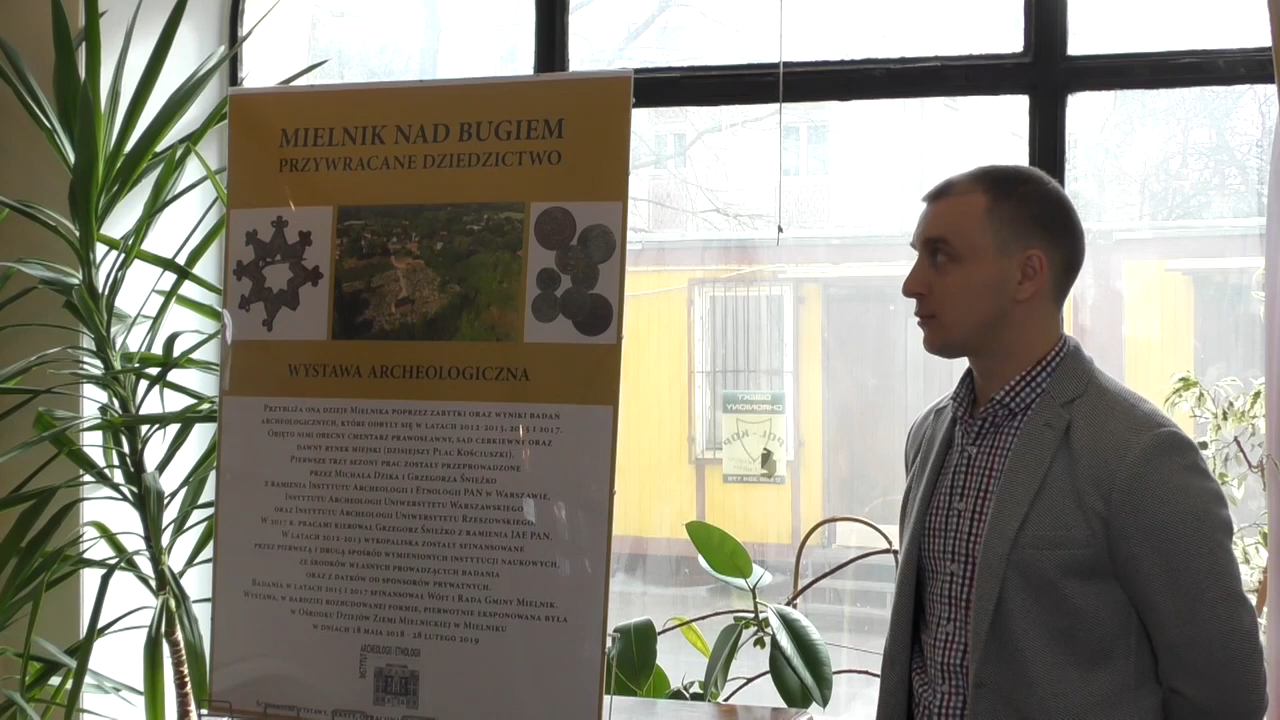 MIELNIK NAD BUGIEM
PRZYWRACANE DZIEDZICTWO
WYSTAWA ARCHEOLOGICZNA
PRZYBLIŻA ONA DZIEJE MIELNIKA POPRZEZ ZABYTKI ORAZ WYNIKI BADAŃ
ARCHEOLOGICZNYCH, KTÓRE ODBYŁY SIĘ W LATACH 2012-2013, 2015 I 2017.
OBJĘTO NIMI OBECNY CMENTARZ PRAWOSŁAWNY, SAD CERKIEWNY ORAZ
DAWNY RYNEK MIEJSKI (DZISIEJSZY PLAC KOŚCIUSZKI).
PIERWSZE TRZY SEZONY PRAC ZOSTAŁY PRZEPROWADZONE
PRZEZ MICHAŁA DZIKA I GRZEGORZA ŚNIEŻKO
Z RAMIENIA INSTYTUTU ARCHEOLOGII I ETNOLOGII PAN W WARSZAWIE,
INSTYTUTU ARCHEOLOGII UNIWERSYTETU WARSZAWSKIEGO
ORAZ INSTYTUTU ARCHEOLOGII UNIWERSYTETU RZESZOWSKIEGO.
W 2017 R. PRACAMI KIEROWAŁ GRZEGORZ ŚNIEŻKO Z RAMIENIA IAE PAN.
W LATACH 2012-2013 WYKOPALISKA ZOSTAŁY SFINANSOWANE
PRZEZ PIERWSZĄ I DRUGĄ SPOŚRÓD WYMIENIONYCH INSTYTUCJI NAUKOWYCH,
ZE ŚRODKÓW WŁASNYCH PROWADZĄCYCH BADANIA
ORAZ Z DATKÓW OD SPONSORÓW PRYWATNYCH.
BADANIA W LATACH 2015 I 2017 SFINANSOWAŁ WÓJT I RADA GMINY MIELNIK.
WYSTAWA, W BARDZIEJ ROZBUDOWANEJ FORMIE, PIERWOTNIE EKSPONOWANA BYŁA
W OŚRODKU DZIEJÓW ZIEMI MIELNICKIEJ W MIELNIKU
W DNIACH 18 MAJA 2018 - 28 LUTEGO 2019
INSTYTUT
ARCHEOLOGII I ETNOLOGII
OBIEKT
CHRONIONY
POL-KOP